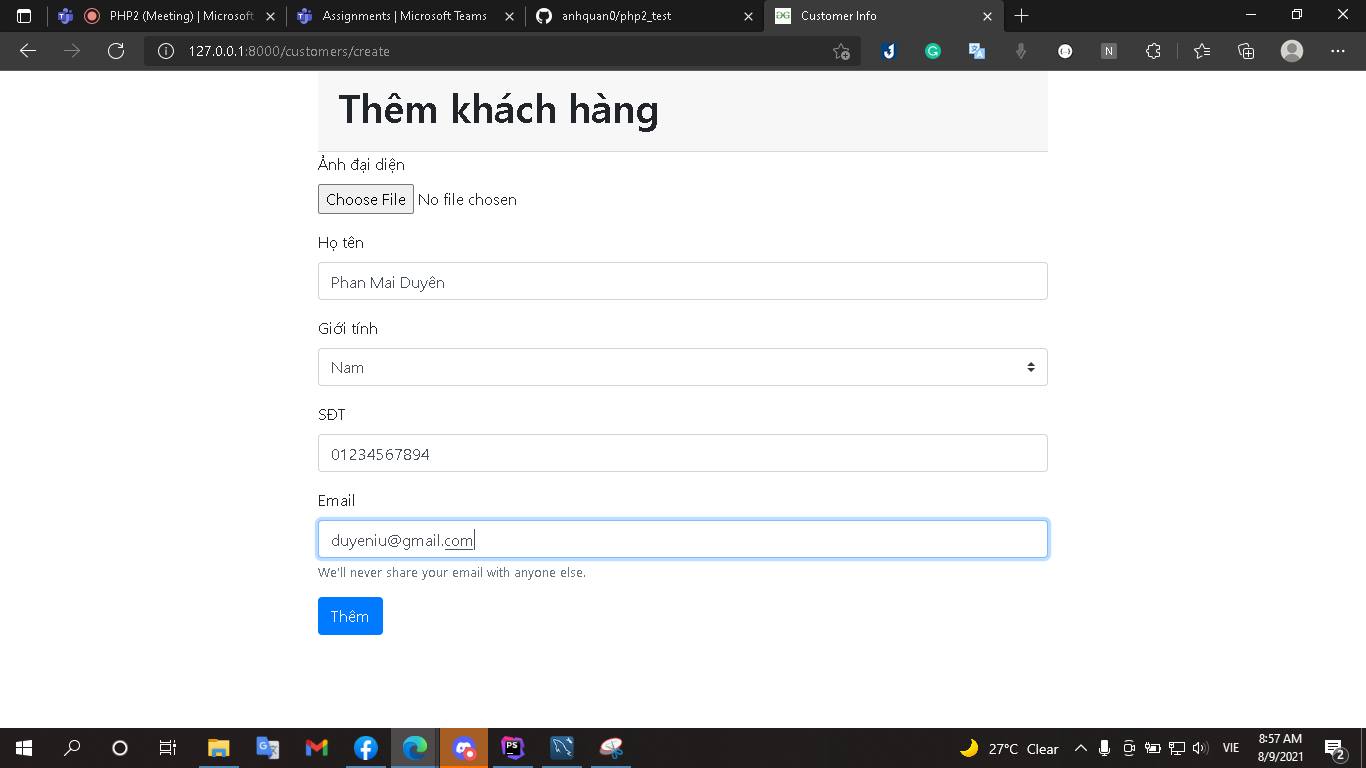 PHP2 (Meeting) | Microsoft
Assignments | Microsoft Teams
anhquan0/php2_test
Customer Info
127.0.0.1:8000/customers/create
Thêm khách hàng
Ảnh đại diện
Choose File No file chosen
Họ tên
Phan Mai Duyên
Giới tính
Nam
SĐT
01234567894
Email
duyeniu@gmail.com
We'll never share your email with anyone else.
Thêm
27°C Clear
VIE
8:57 AM
8/9/2021
2